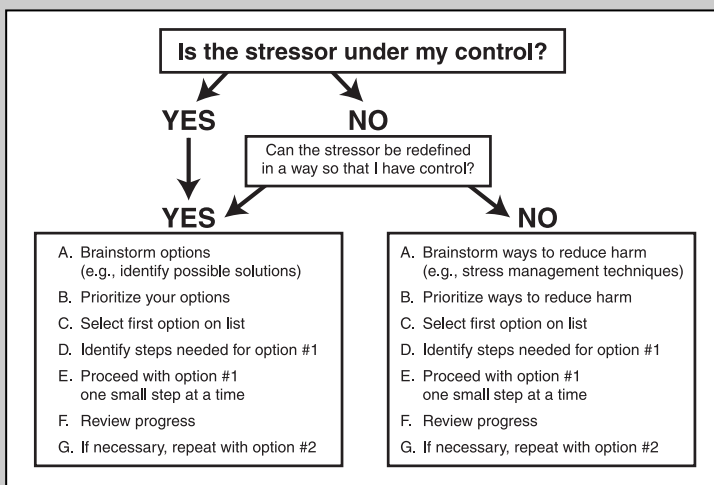 Is the stressor under my control?
YES
NO
Can the stressor be redefined
in a way so that I have control?
YES
NO
A. Brainstorm options
(e.g., identify possible solutions)
B. Prioritize your options
C. Select first option on list
D. Identify steps needed for option #1
E. Proceed with option #1
one small step at a time
F. Review progress
G. If necessary, repeat with option #2
A. Brainstorm ways to reduce harm
(e.g., stress management techniques)
B. Prioritize ways to reduce harm
C. Select first option on list
D. Identify steps needed for option #1
E. Proceed with option #1
one small step at a time
F. Review progress
G. If necessary, repeat with option #2